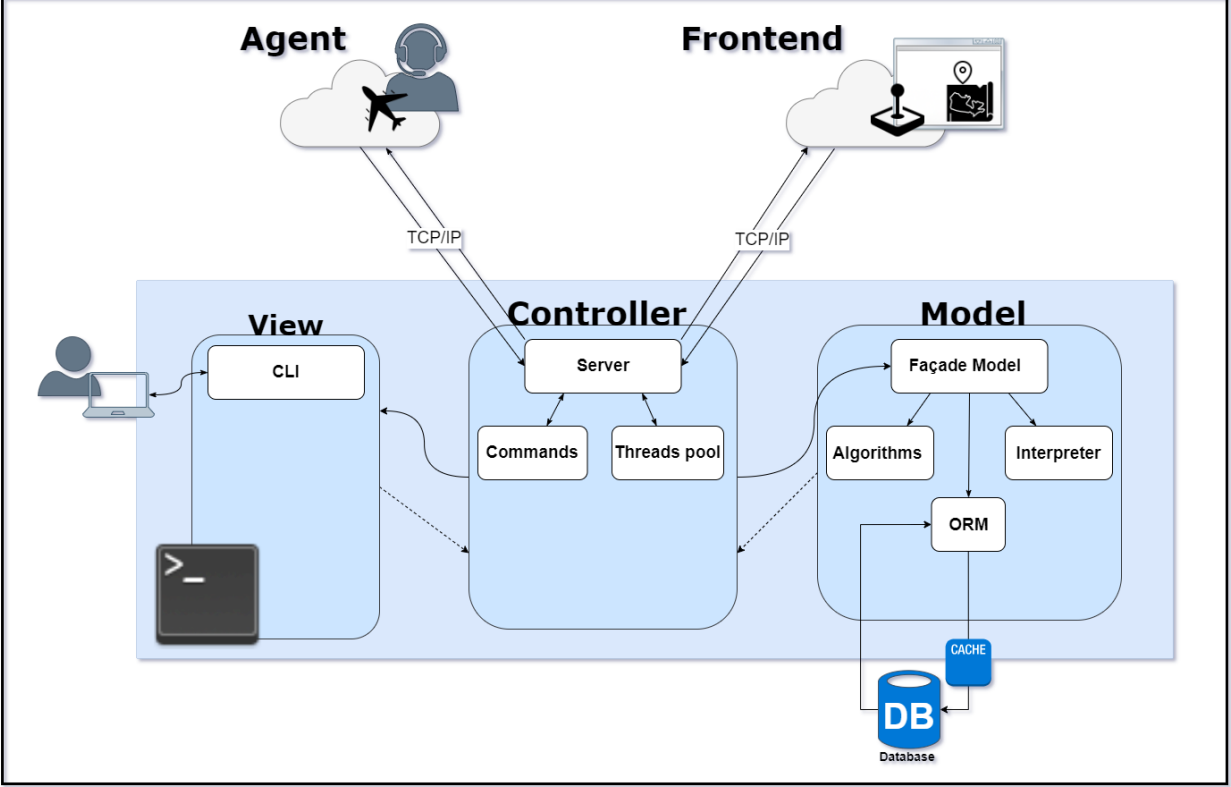 Agent
Frontend
TCP/IP
TCP/IP
View
Controller
Model
CLI
Server
Façade Model
Commands
Threads pool
Algorithms
Interpreter
ORM
>_
CACHE
DB
Database